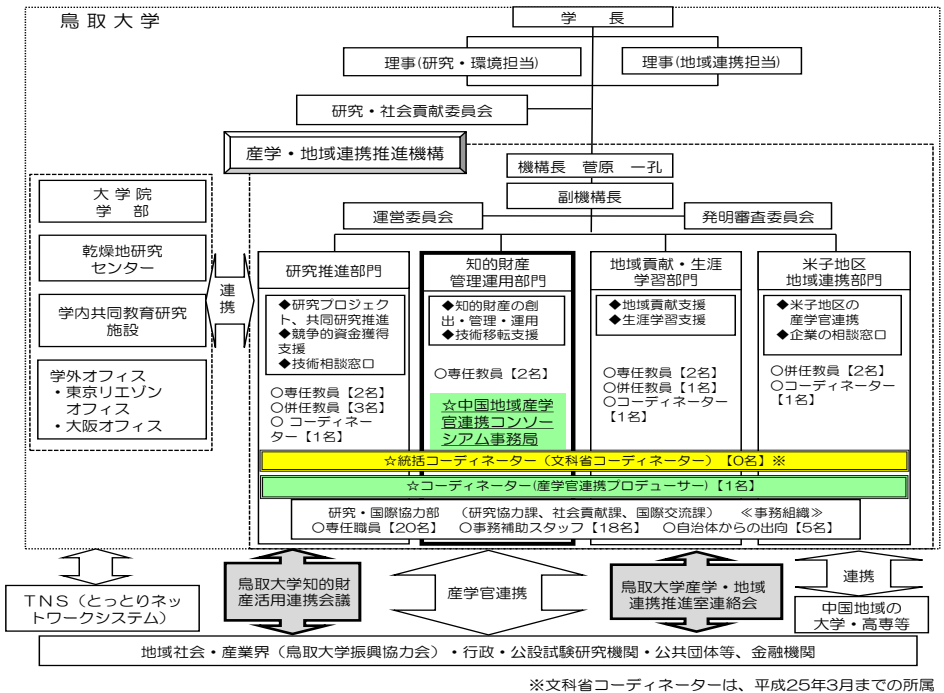 鳥取大学
学　長
理事(研究・環境担当)
理事(地域連携担当)
研究・社会貢献委員会
産学・地域連携推進機構
機構長　菅原　一孔
副機構長
運営委員会
発明審査委員会
大学院
学　部
乾燥地研究
センター
学内共同教育研究
施設
学外オフィス
・東京リエゾン
オフィス
・大阪オフィス
連
携
研究推進部門
◆研究プロジェク
ト、共同研究推進
◆競争的資金獲得
支援
◆技術相談窓口
○専任教員【2名】
○併任教員【3名】
○ コーディネー
ター【1名】
知的財産
管理運用部門
◆知的財産の創
出・管理・運用
◆技術移転支援
○専任教員【2名】
☆中国地域産学
官連携コンソー
シアム事務局
地域貢献・生涯
学習部門
◆地域貢献支援
◆生涯学習支援
○専任教員【2名】
○併任教員【1名】
○コーディネーター
【1名】
米子地区
地域連携部門
◆米子地区の
産学官連携
◆企業の相談窓口
○併任教員【2名】
○コーディネーター
【1名】
☆統括コーディネーター（文科省コーディネーター）【0名】※
☆コーディネーター(産学官連携プロデューサー)【1名】
研究・国際協力部　（研究協力課、社会貢献課、国際交流課）　≪事務組織≫
○専任職員【20名】　○事務補助スタッフ【18名】　○自治体からの出向【5名】
TNS（とっとりネッ
トワークシステム）
鳥取大学知的財
産活用連携会議
産学官連携
鳥取大学産学・地域
連携推進室連絡会
連携
中国地域の
大学・高専等
地域社会・産業界（鳥取大学振興協力会）・行政・公設試験研究機関・公共団体等、金融機関
※文科省コーディネーターは、平成25年3月までの所属